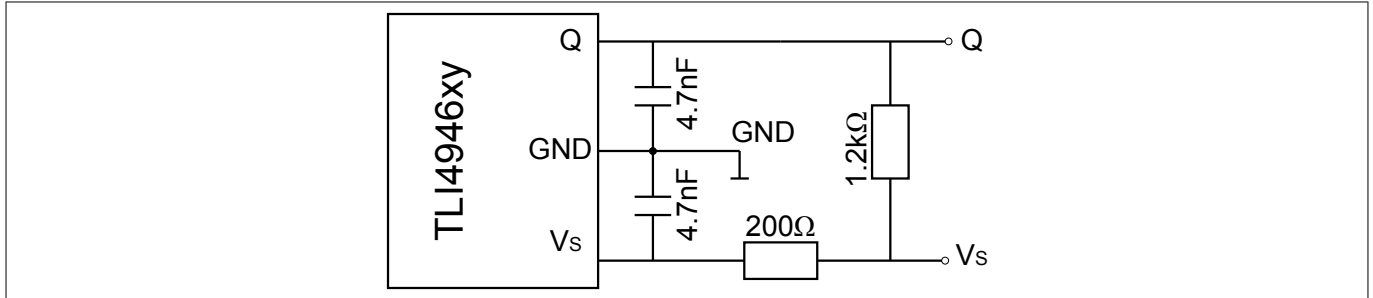 TLI4946xy
Q
4.7nF
GND
4.7nF
Vs
GND
200Ω
1.2kΩ
Q
Vs